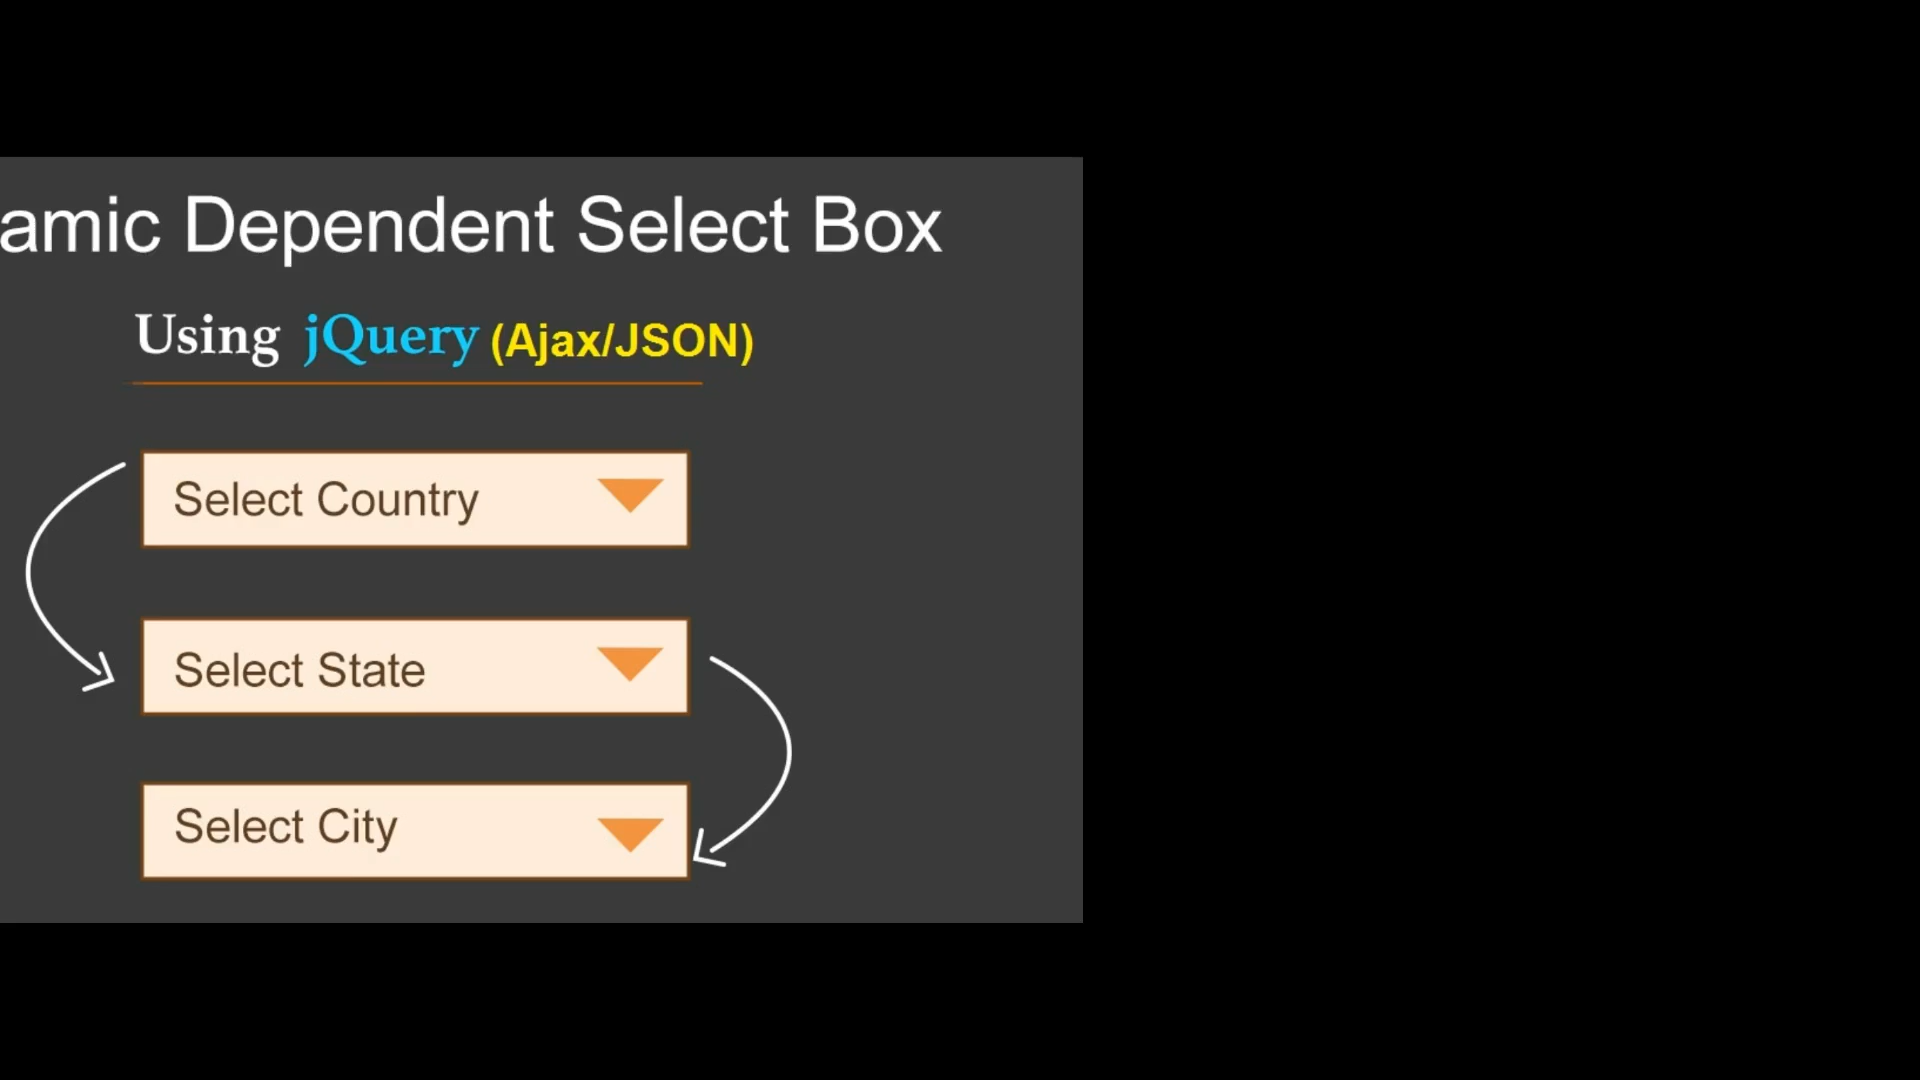 amic Dependent Select Box
Using jQuery (Ajax/JSON)
Select Country
Select State
Select City